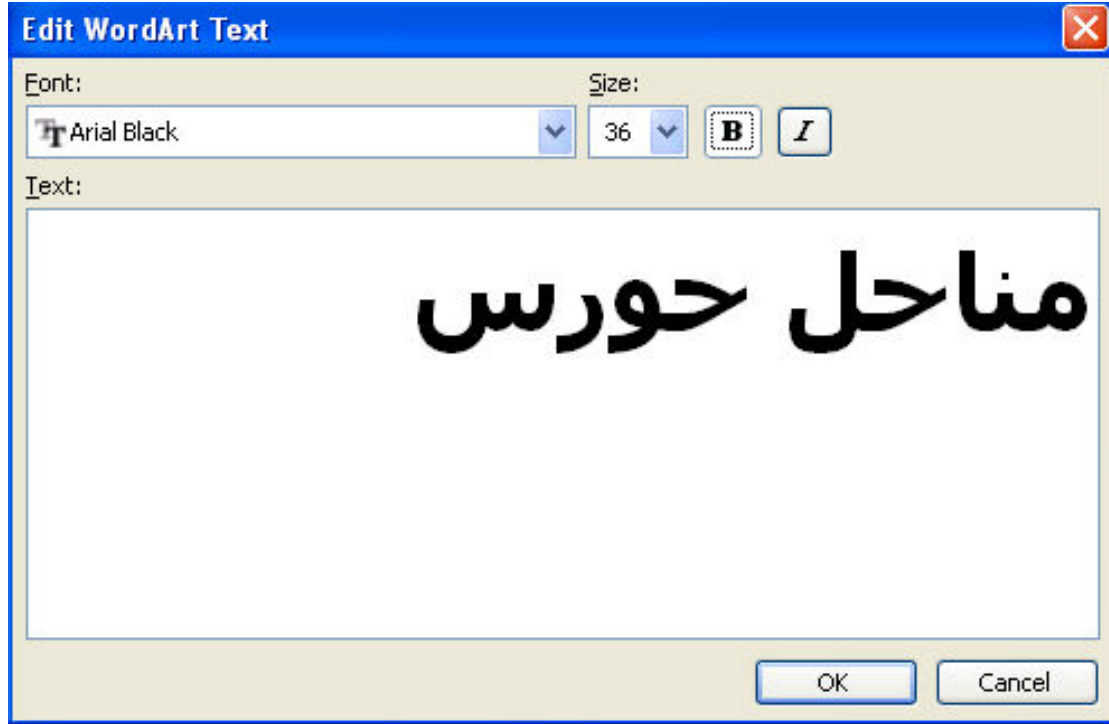 Edit WordArt Text
Font:
Size:
Arial Black
36
B
I
Text:
مناحل حورس
OK
Cancel